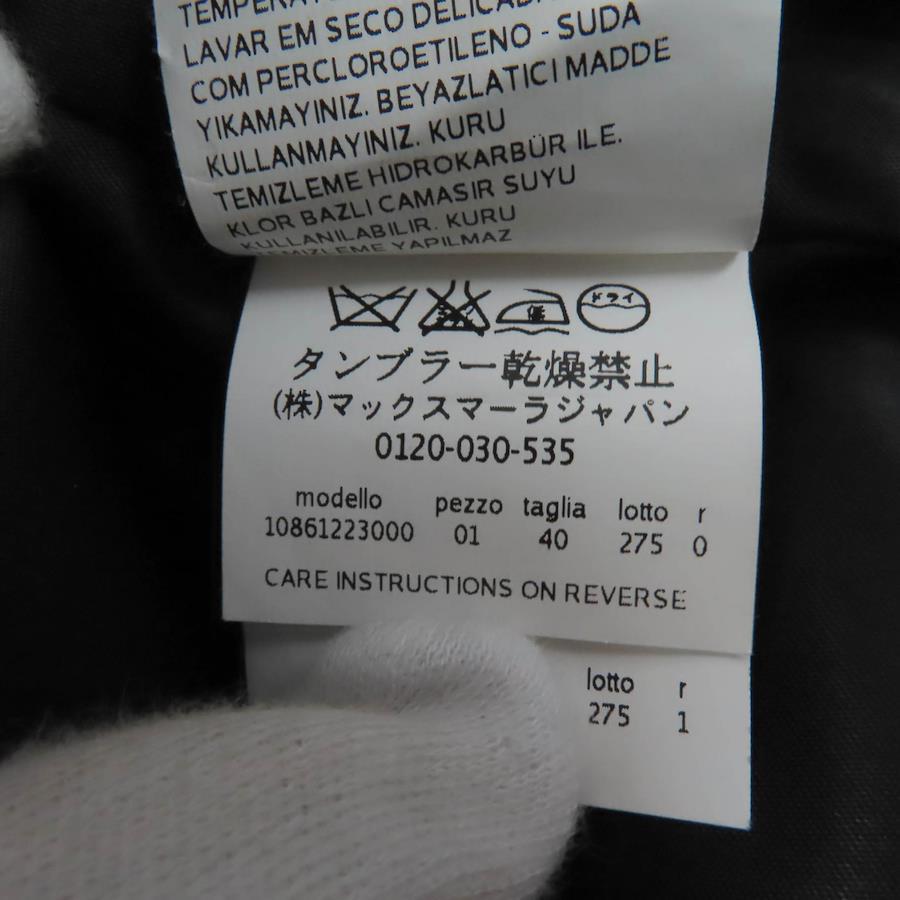 LAVAR EM SECO DELICADA
COM PERCLOROETILENO - SUDA
YIKAMAYINIZ. BEYAZLATICI MADDE
KULLANMAYINIZ. KURU
TEMIZLEME HIDROKARBÜR ILE.
KLOR BAZLI CAMASIR SUYU
KULLANILABILIR. KURU
TEMIZLEME YAPILMAZ
ドライ
タンブラー乾燥禁止
(株)マックスマーラジャパン
0120-030-535
modello pezzo taglia lotto r
10861223000 01 40 275 0
CARE INSTRUCTIONS ON REVERSE
lotto r
275 1